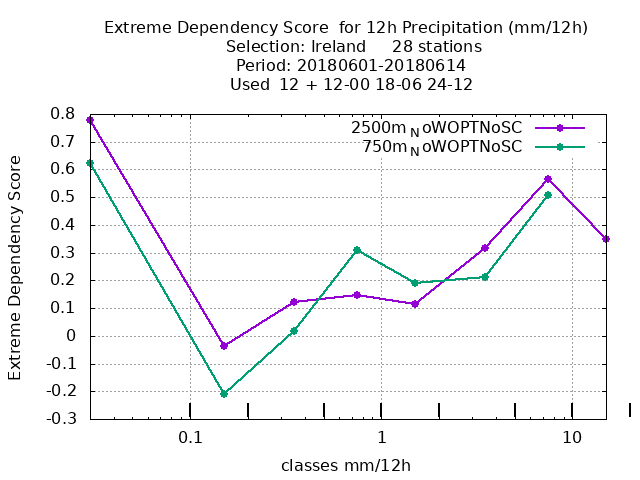 Extreme Dependency Score  for 12h Precipitation (mm/12h)
Selection: Ireland     28 stations
Period: 20180601-20180614
Used  12 + 12-00 18-06 24-12
2500m NoWOPTNoSC
750m NoWOPTNoSC
Extreme Dependency Score
0.8
0.7
0.6
0.5
0.4
0.3
0.2
0.1
0
-0.1
-0.2
-0.3
0.1 1 10
classes mm/12h